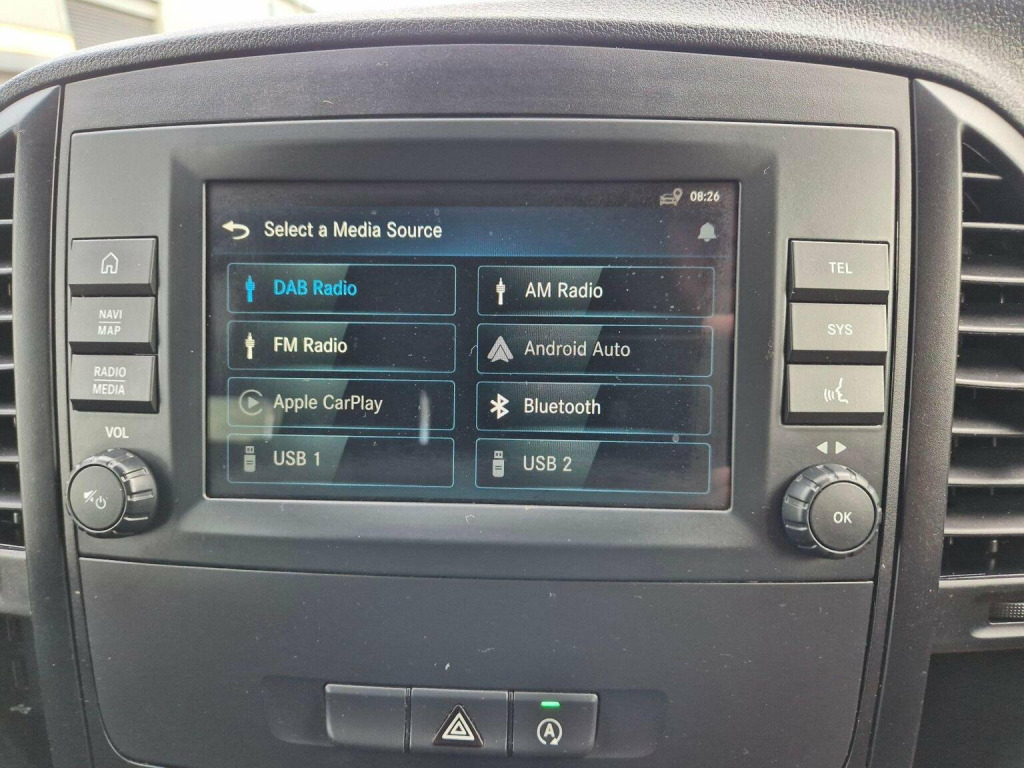 08:26
Select a Media Source
DAB Radio
AM Radio
FM Radio
Android Auto
Apple CarPlay
Bluetooth
USB 1
USB 2
NAVI
MAP
RADIO
MEDIA
VOL
TEL
SYS
OK
A